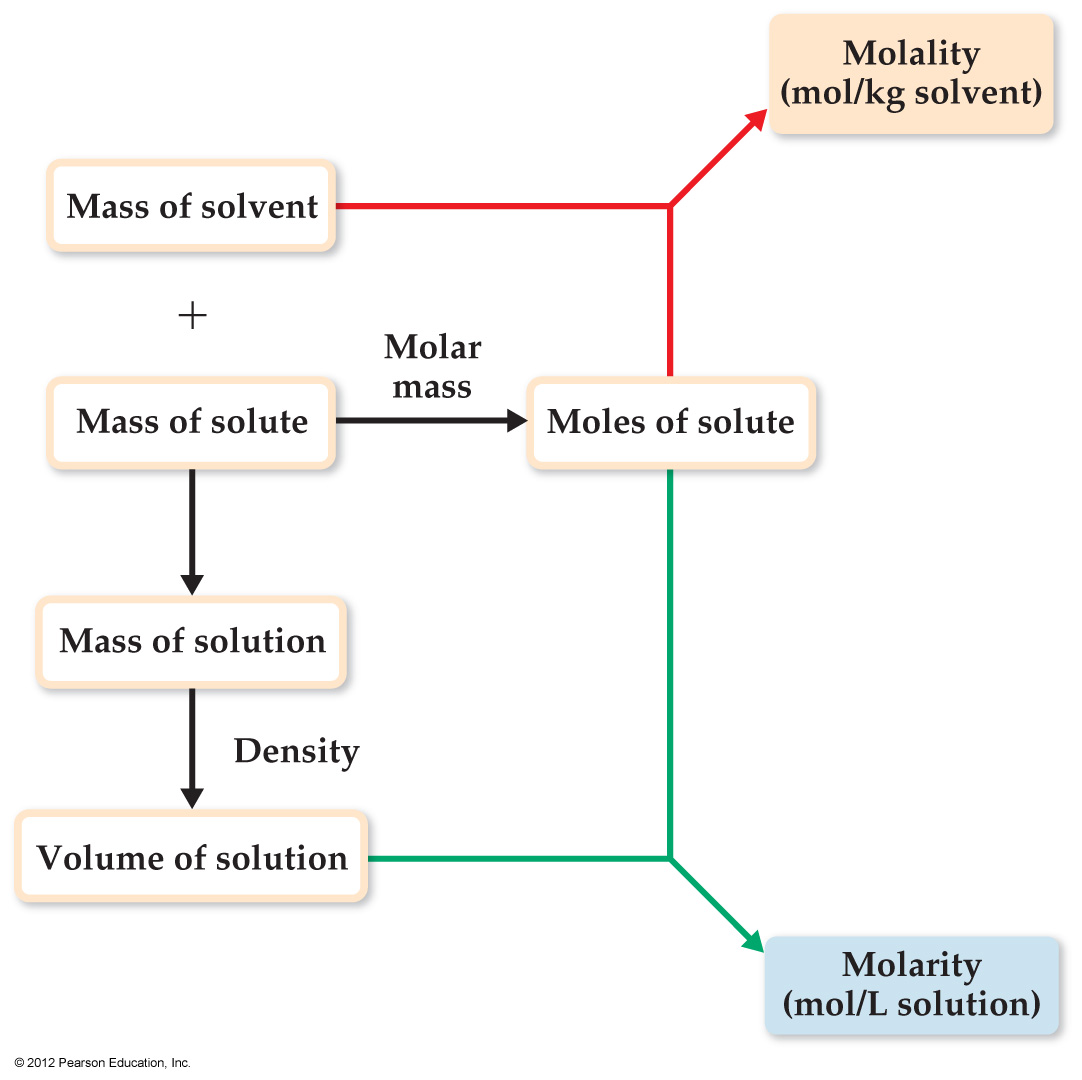 Molality
(mol/kg solvent)
Mass of solvent
+
Molar
mass
Mass of solute
Moles of solute
Mass of solution
Density
Volume of solution
Molarity
(mol/L solution)
© 2012 Pearson Education, Inc.